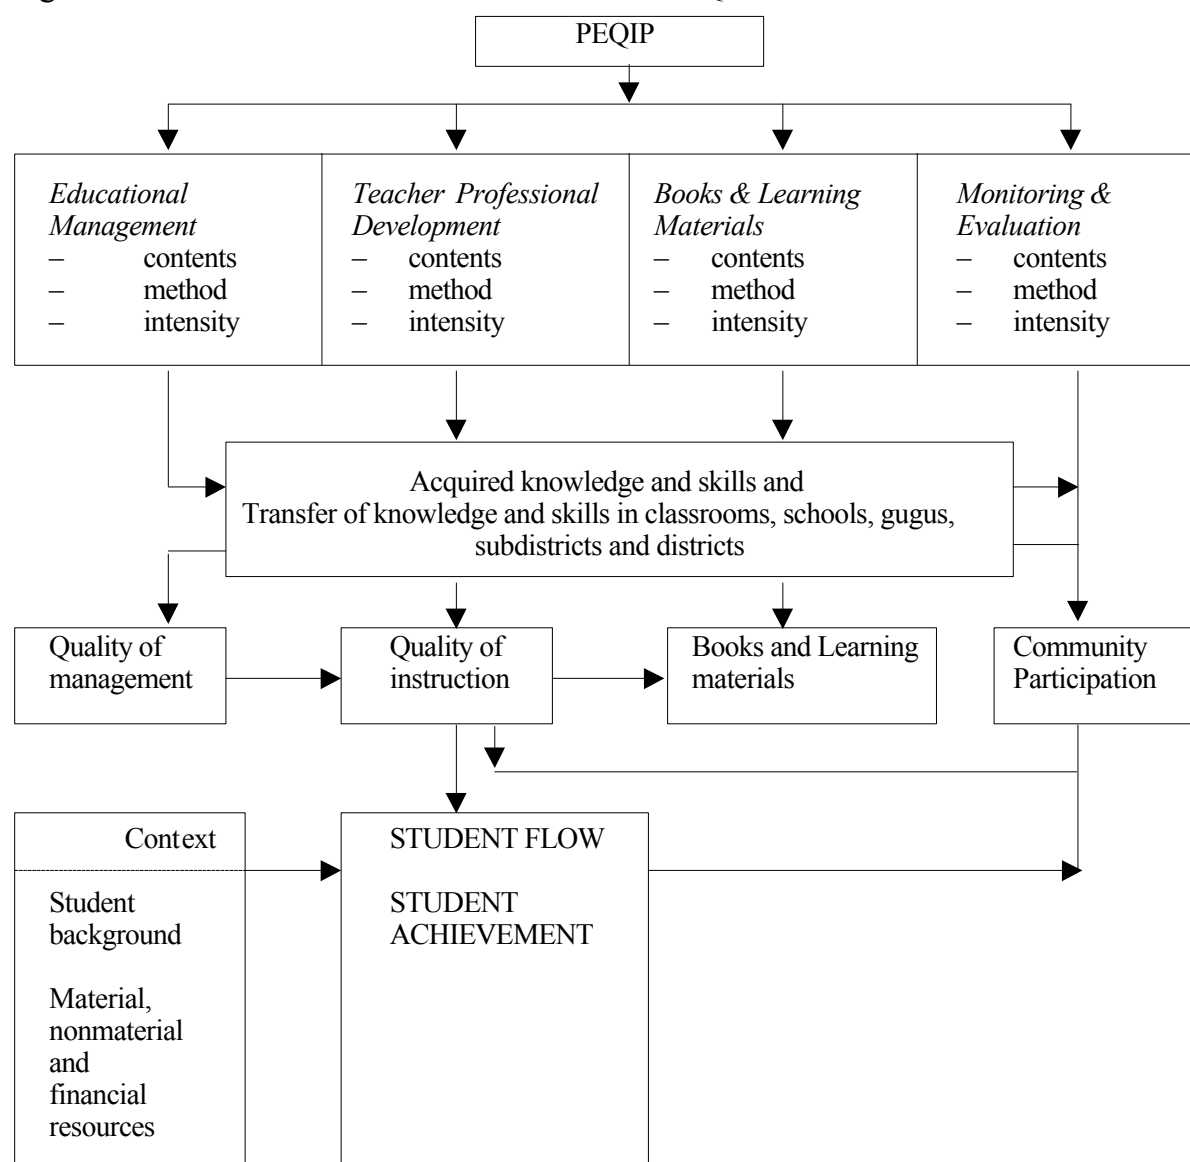 PEQIP
Educational
Management
– contents
– method
– intensity
Teacher Professional
Development
– contents
– method
– intensity
Books & Learning
Materials
– contents
– method
– intensity
Monitoring &
Evaluation
– contents
– method
– intensity
Acquired knowledge and skills and
Transfer of knowledge and skills in classrooms, schools, gugus,
subdistricts and districts
Quality of
management
Quality of
instruction
Books and Learning
materials
Community
Participation
Context
Student
background
Material,
nonmaterial
and
financial
resources
STUDENT FLOW
STUDENT
ACHIEVEMENT